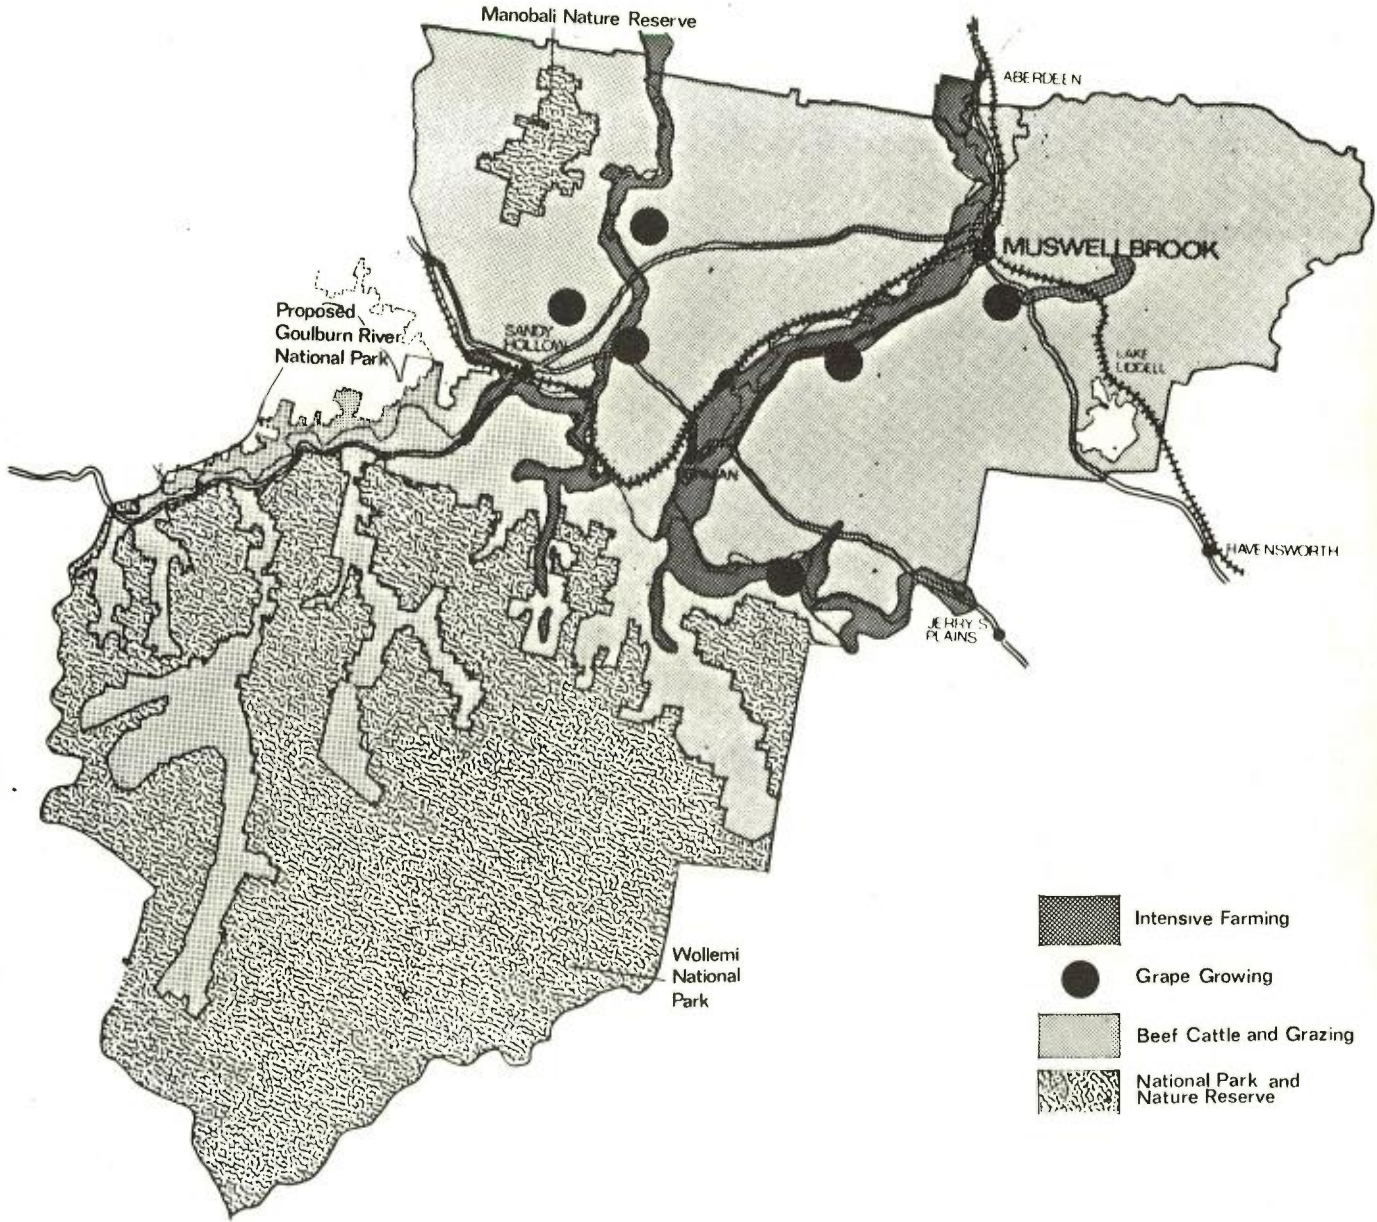 Manobali Nature Reserve
ABERDEEN
MUSWELLBROOK
Proposed
Goulburn River
National Park
SANDY
HOLLOW
LAKE
LIDDELL
RAVENSWORTH
JERRY'S
PLAINS
Wollemi
National
Park
Intensive Farming
Grape Growing
Beef Cattle and Grazing
National Park and
Nature Reserve